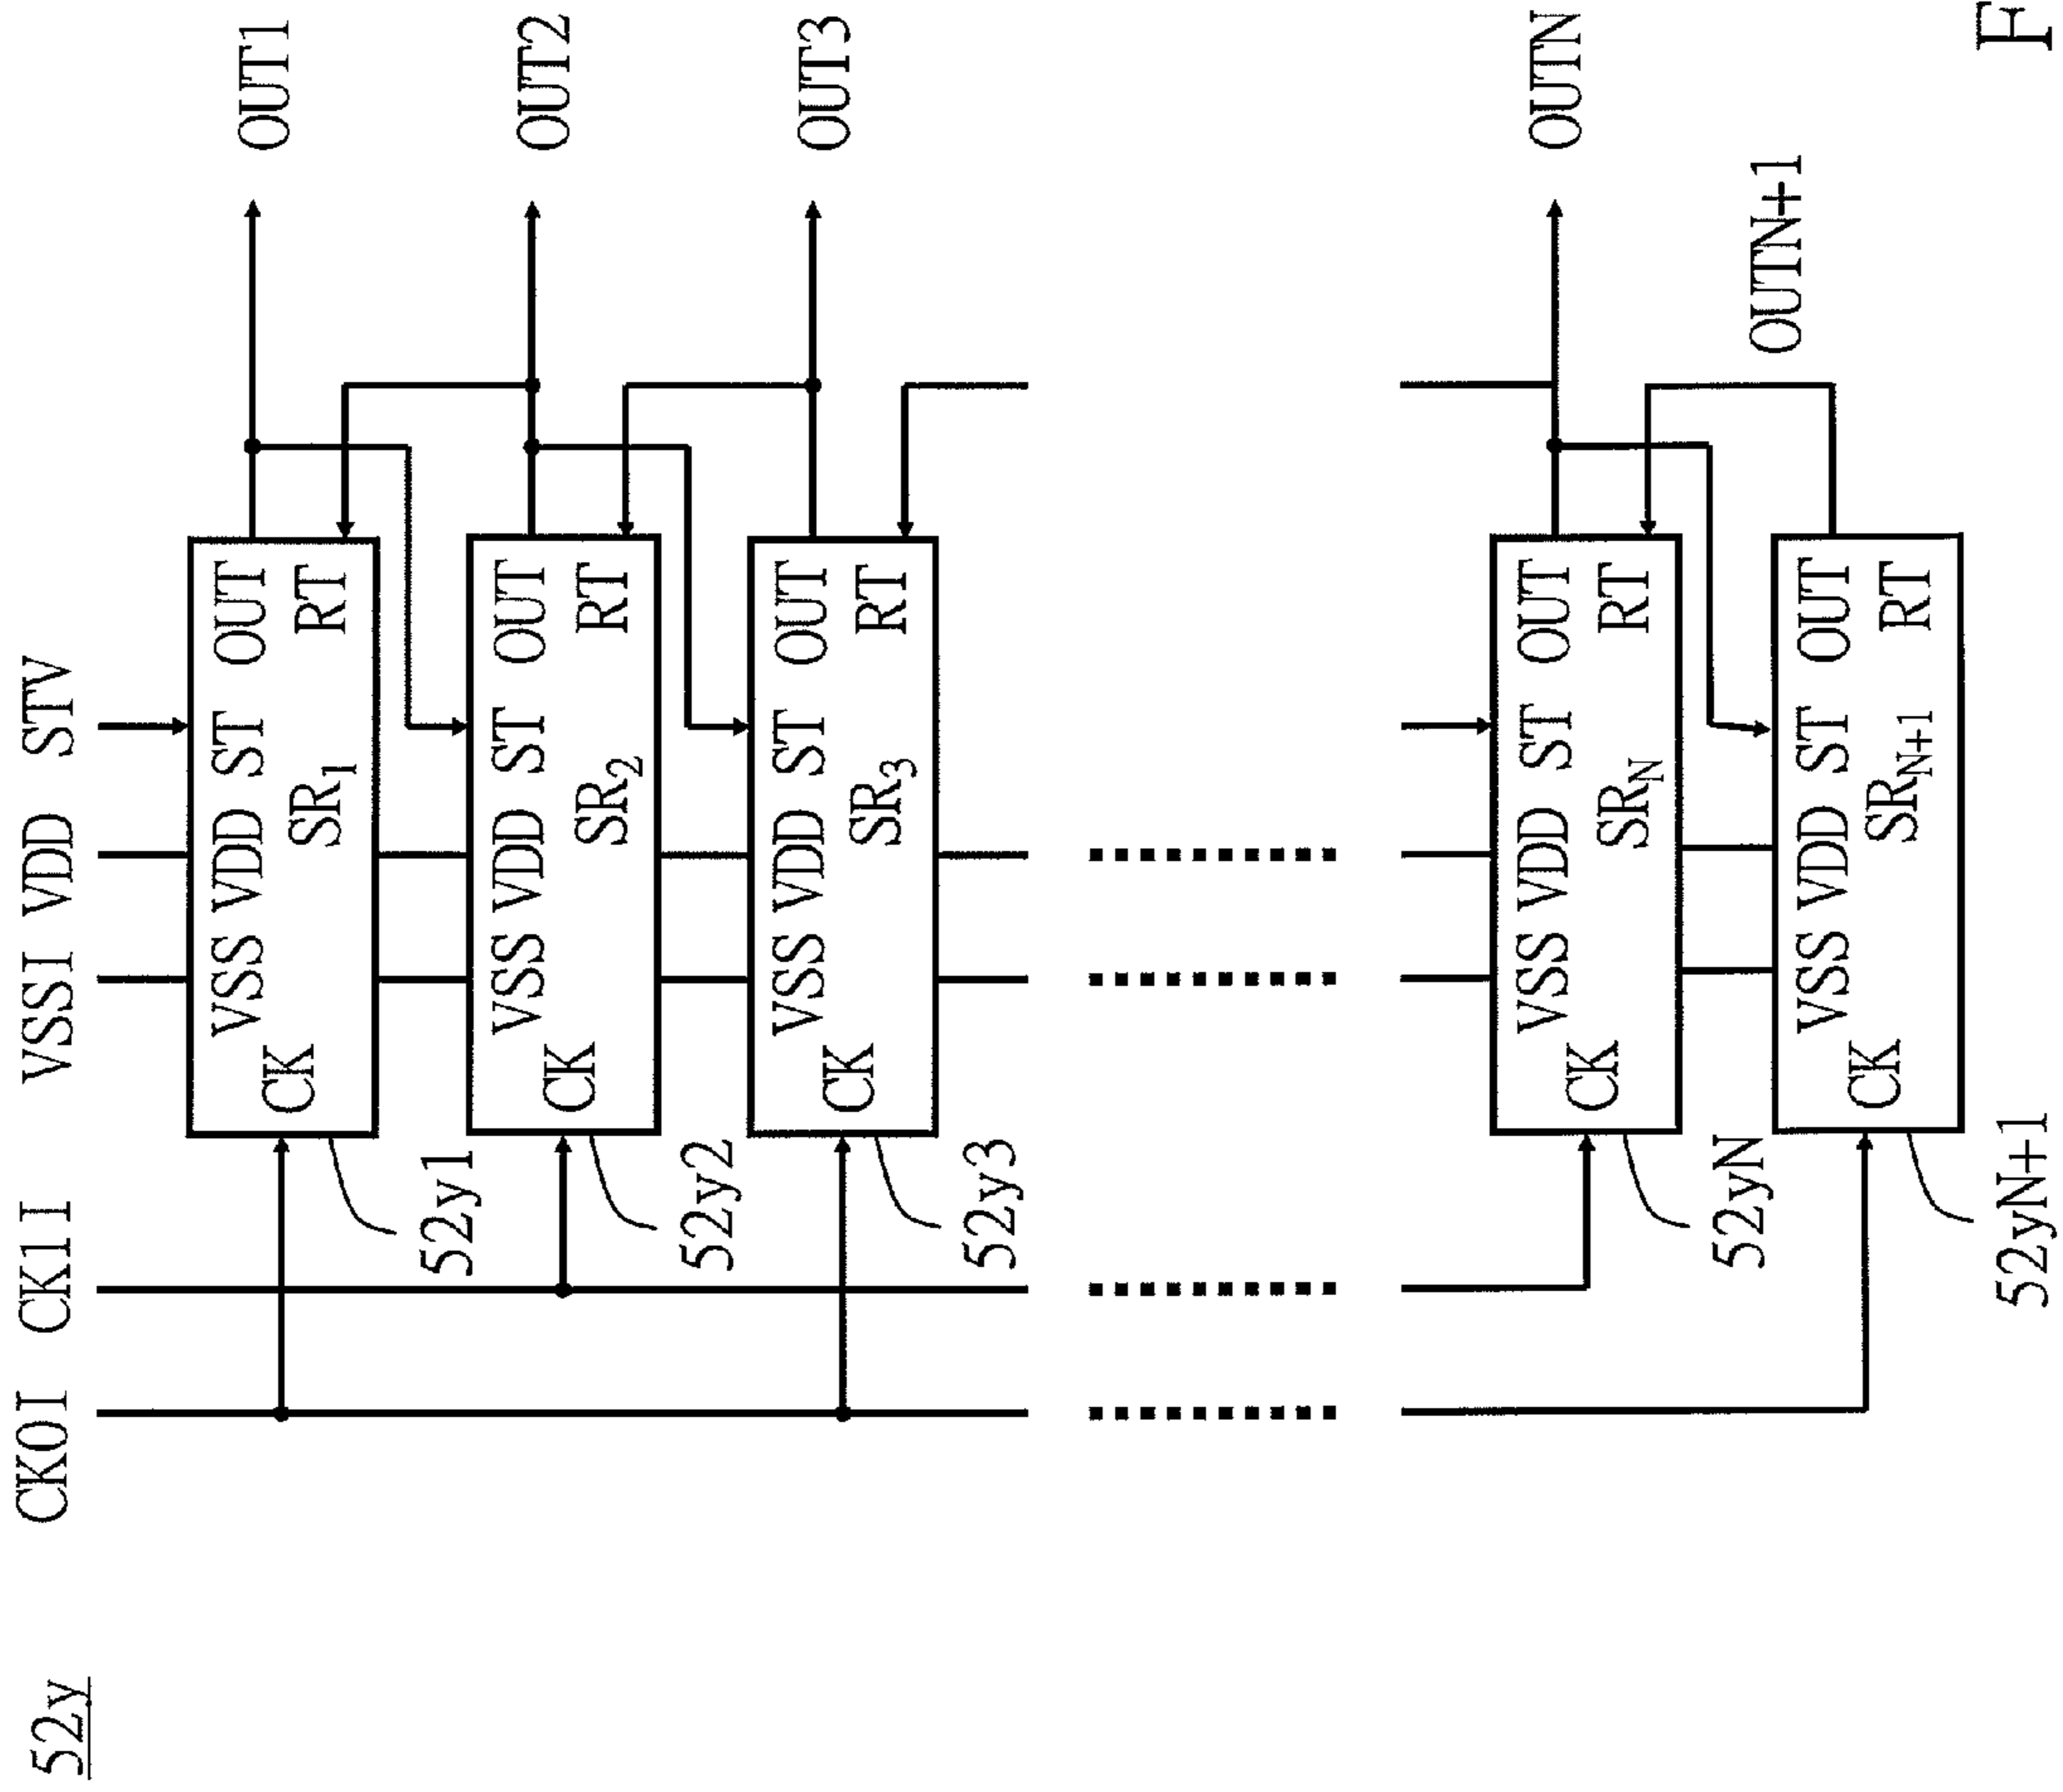 52y
CK0I CK1I VSSI VDD STV
VSS VDD ST OUT
OUT1
CK
SR1
RT
52y1
VSS VDD ST OUT
OUT2
CK
SR2
RT
52y2
VSS VDD ST OUT
OUT3
CK
SR3
RT
52y3
VSS VDD ST OUT
OUTN
CK
SRN
RT
52yN
OUTN+1
VSS VDD ST OUT
CK
SRN+1
RT
52yN+1
F